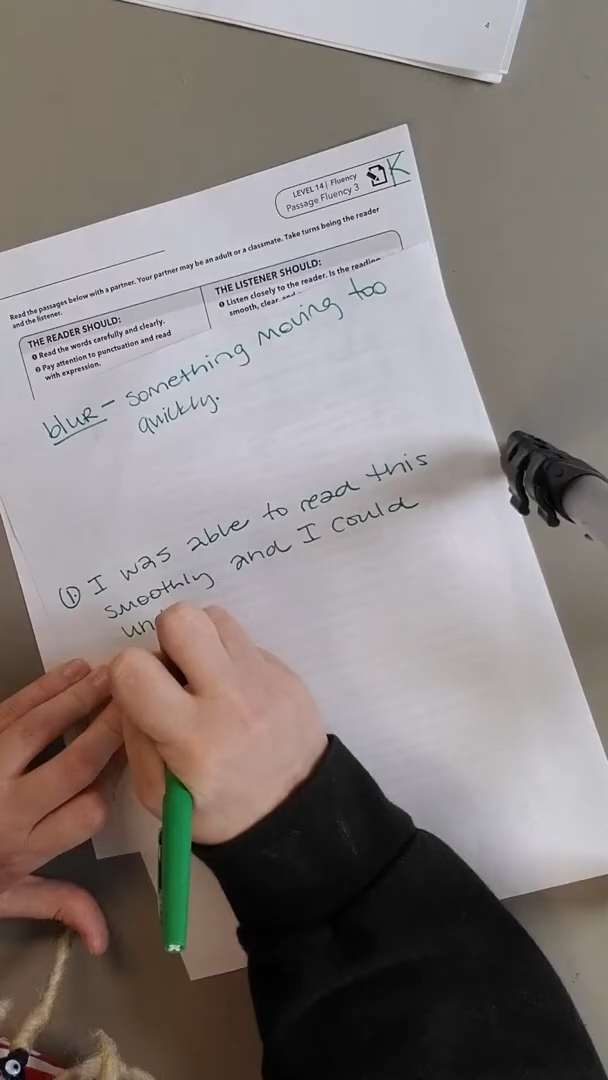 4
LEVEL 14 | Fluency
Passage Fluency 3
K
Read the passages below with a partner. Your partner may be an adult or a classmate. Take turns being the reader
and the listener.
THE READER SHOULD:
❶ Read the words carefully and clearly.
❷ Pay attention to punctuation and read
with expression.
THE LISTENER SHOULD:
❶ Listen closely to the reader. Is the reading
smooth, clear,
blur - something moving too
quickly.
1. I was able to read this
smoothly and I could